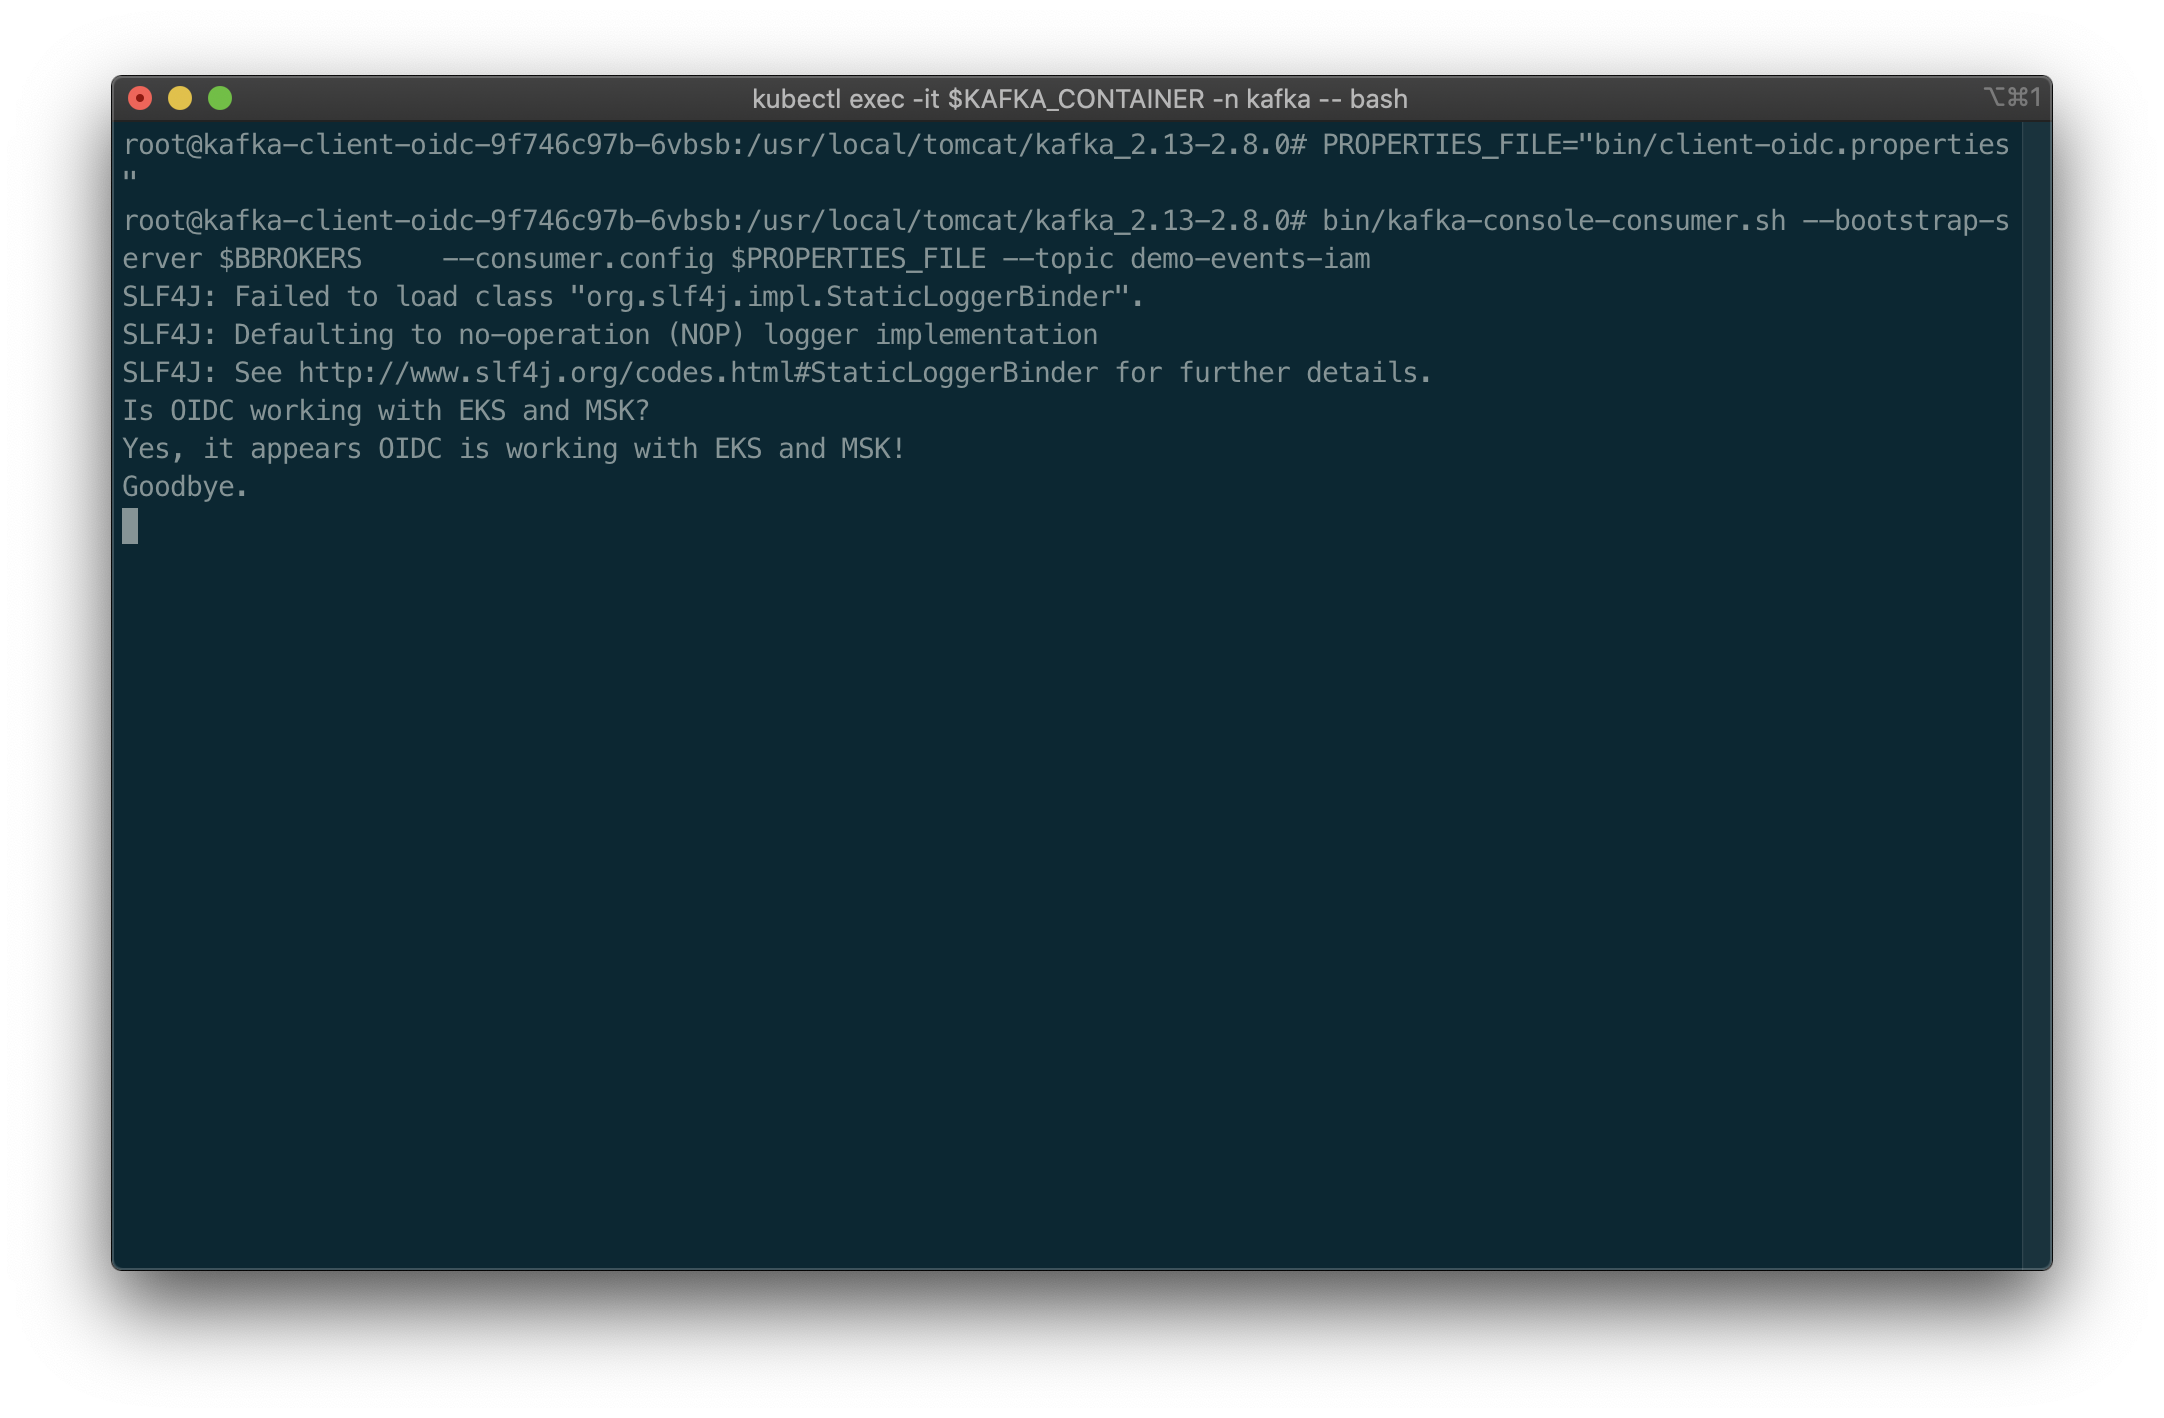 kubectl exec -it $KAFKA_CONTAINER -n kafka -- bash ⌥⌘1
root@kafka-client-oidc-9f746c97b-6vbsb:/usr/local/tomcat/kafka_2.13-2.8.0# PROPERTIES_FILE="bin/client-oidc.properties
"
root@kafka-client-oidc-9f746c97b-6vbsb:/usr/local/tomcat/kafka_2.13-2.8.0# bin/kafka-console-consumer.sh --bootstrap-s
erver $BBROKERS     --consumer.config $PROPERTIES_FILE --topic demo-events-iam
SLF4J: Failed to load class "org.slf4j.impl.StaticLoggerBinder".
SLF4J: Defaulting to no-operation (NOP) logger implementation
SLF4J: See http://www.slf4j.org/codes.html#StaticLoggerBinder for further details.
Is OIDC working with EKS and MSK?
Yes, it appears OIDC is working with EKS and MSK!
Goodbye.